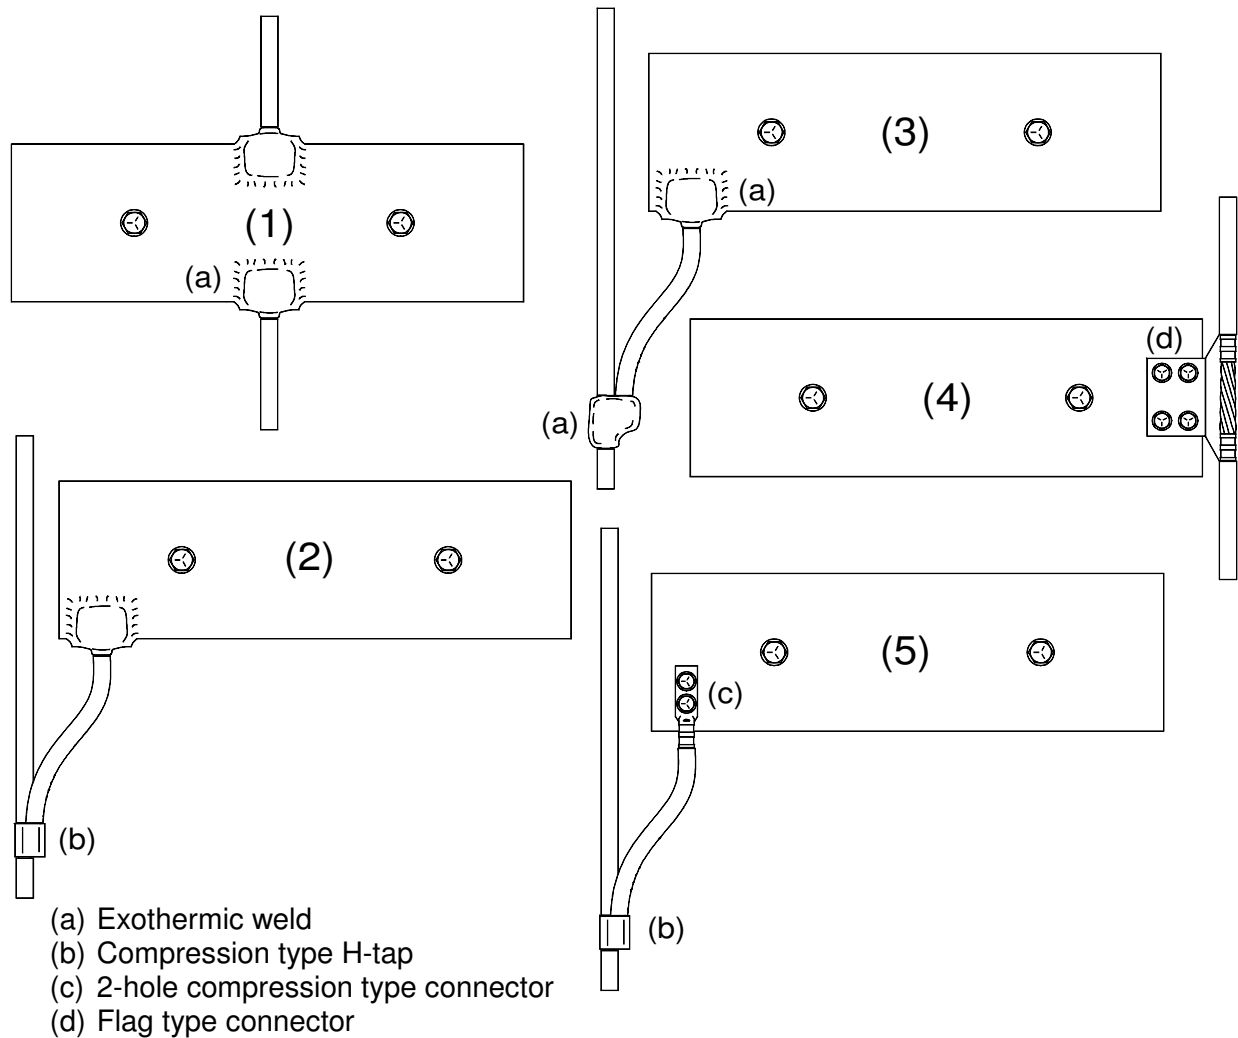 (1)
(a)
(3)
(a)
(a)
(d)
(4)
(2)
(b)
(5)
(c)
(b)
(a) Exothermic weld
(b) Compression type H-tap
(c) 2-hole compression type connector
(d) Flag type connector